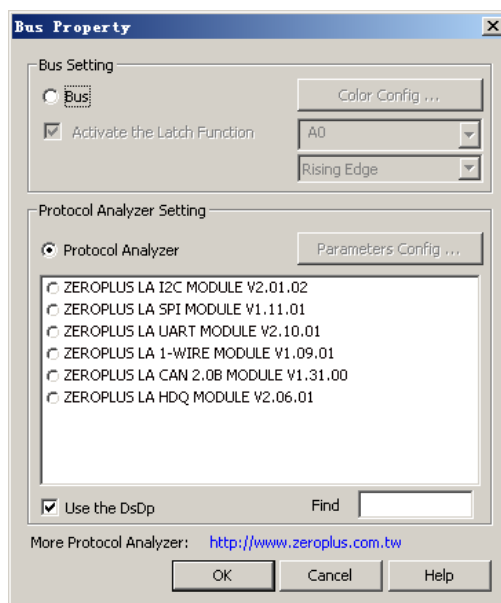 Bus Property
Bus Setting
Bus
Color Config ...
Activate the Latch Function
A0
Rising Edge
Protocol Analyzer Setting
Protocol Analyzer
Parameters Config ...
ZEROPLUS LA I2C MODULE V2.01.02
ZEROPLUS LA SPI MODULE V1.11.01
ZEROPLUS LA UART MODULE V2.10.01
ZEROPLUS LA 1-WIRE MODULE V1.09.01
ZEROPLUS LA CAN 2.0B MODULE V1.31.00
ZEROPLUS LA HDQ MODULE V2.06.01
Use the DsDp
Find
More Protocol Analyzer: http://www.zeroplus.com.tw
OK Cancel Help